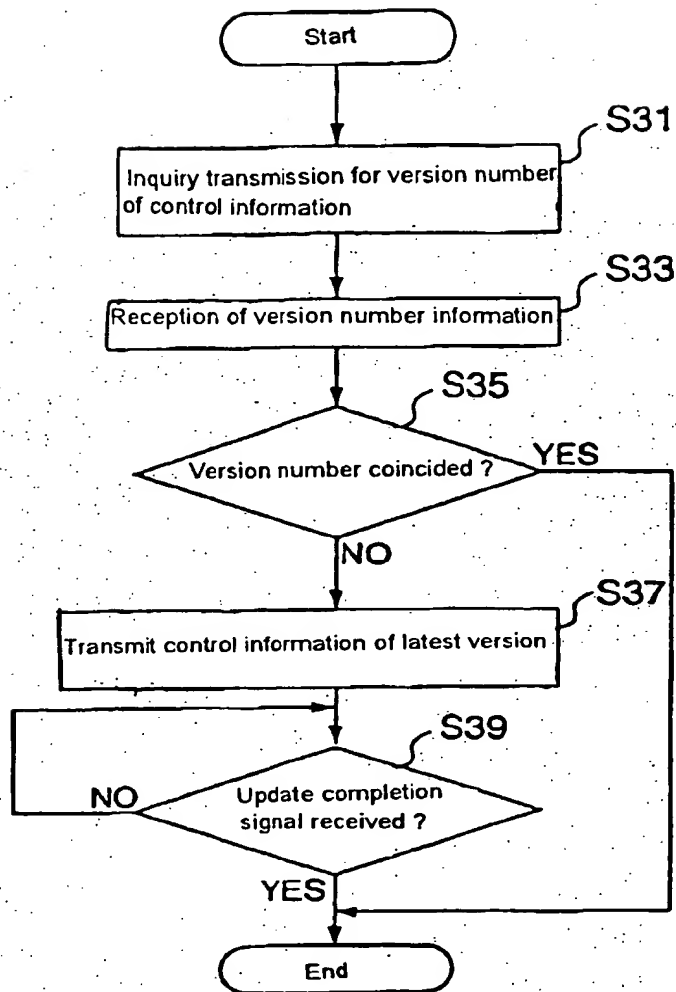 Start
S31
Inquiry transmission for version number
of control information
S33
Reception of version number information
S35
Version number coincided ?
YES
NO
S37
Transmit control information of latest version
S39
NO
Update completion
signal received ?
YES
End